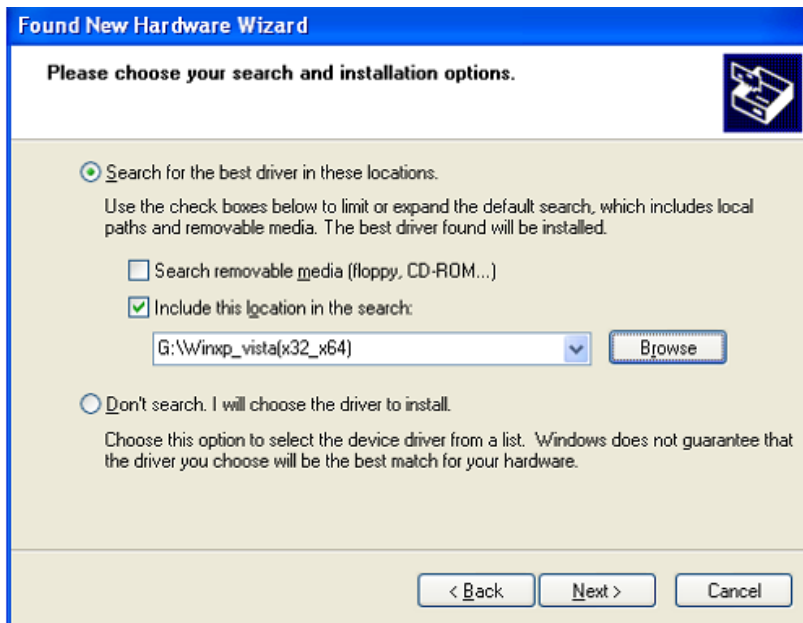 Found New Hardware Wizard
Please choose your search and installation options.
Search for the best driver in these locations.
Use the check boxes below to limit or expand the default search, which includes local
paths and removable media. The best driver found will be installed.
Search removable media (floppy, CD-ROM...)
Include this location in the search:
G:\Winxp_vista(x32_x64)
Browse
Don't search. I will choose the driver to install.
Choose this option to select the device driver from a list. Windows does not guarantee that
the driver you choose will be the best match for your hardware.
< Back Next > Cancel